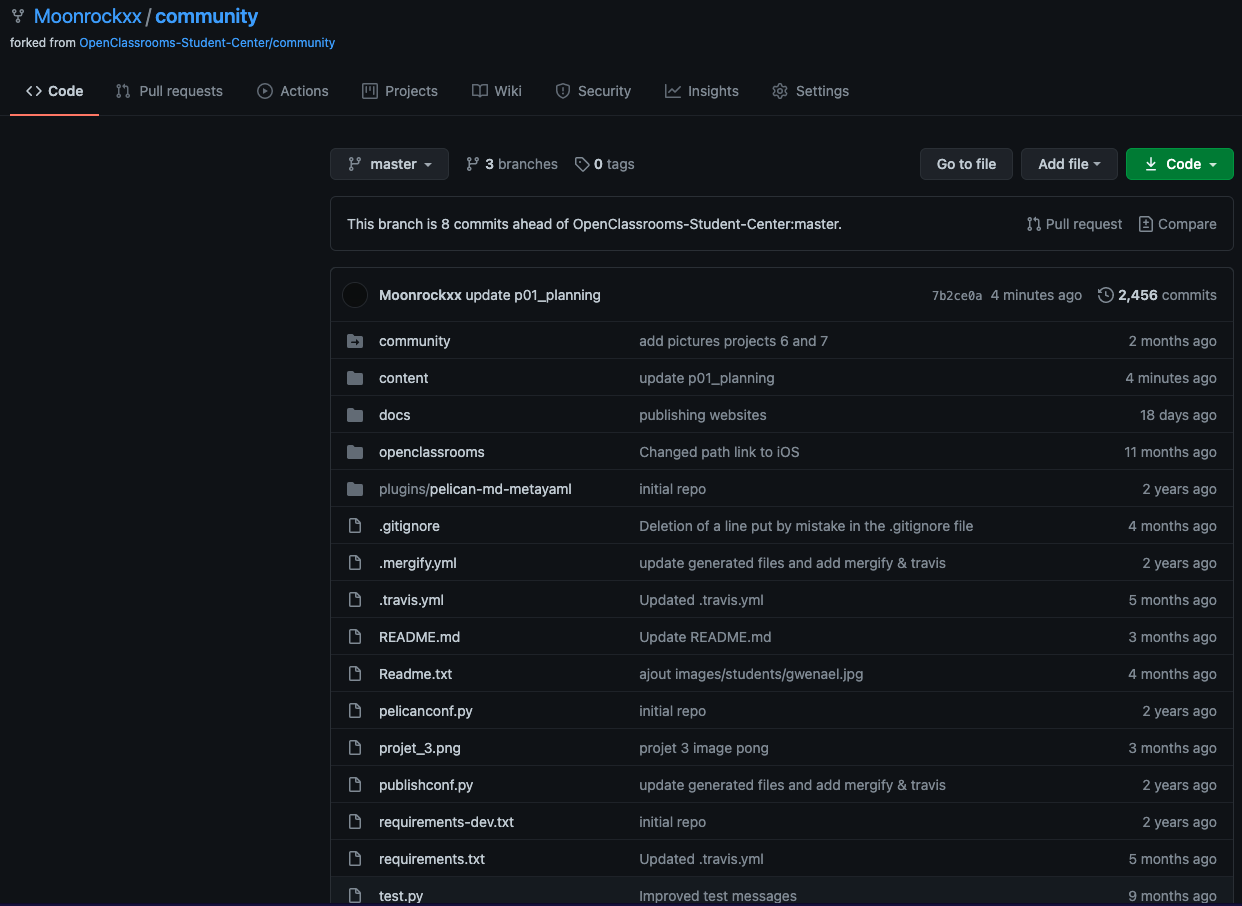 Moonrockxx / community
forked from OpenClassrooms-Student-Center/community
Code Pull requests Actions Projects Wiki Security Insights Settings
master 3 branches 0 tags Go to file Add file Code
This branch is 8 commits ahead of OpenClassrooms-Student-Center:master. Pull request Compare
Moonrockxx update p01_planning 7b2ce0a 4 minutes ago 2,456 commits
community add pictures projects 6 and 7 2 months ago
content update p01_planning 4 minutes ago
docs publishing websites 18 days ago
openclassrooms Changed path link to iOS 11 months ago
plugins/pelican-md-metayaml initial repo 2 years ago
.gitignore Deletion of a line put by mistake in the .gitignore file 4 months ago
.mergify.yml update generated files and add mergify & travis 2 years ago
.travis.yml Updated .travis.yml 5 months ago
README.md Update README.md 3 months ago
Readme.txt ajout images/students/gwenael.jpg 4 months ago
pelicanconf.py initial repo 2 years ago
projet_3.png projet 3 image pong 3 months ago
publishconf.py update generated files and add mergify & travis 2 years ago
requirements-dev.txt initial repo 2 years ago
requirements.txt Updated .travis.yml 5 months ago
test.py Improved test messages 9 months ago